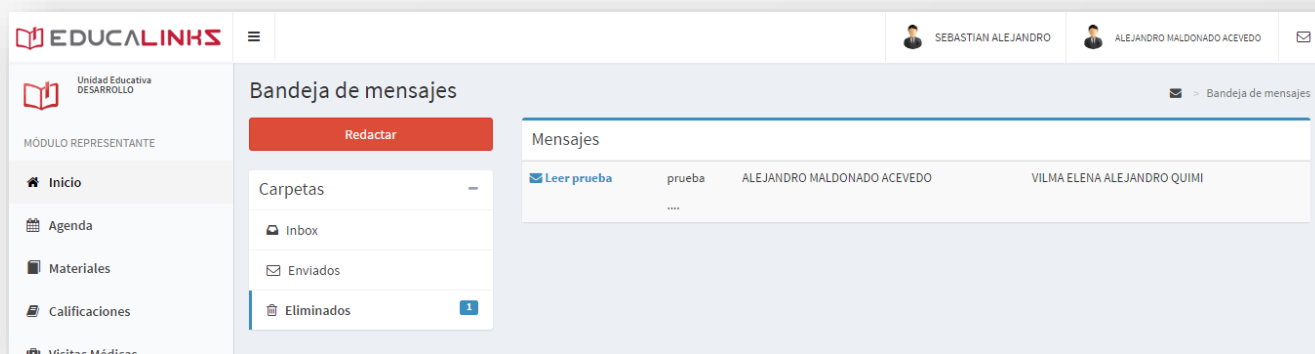 EDUCALINKS
SEBASTIAN ALEJANDRO
ALEJANDRO MALDONADO ACEVEDO
Unidad Educativa
DESARROLLO
MÓDULO REPRESENTANTE
Inicio
Agenda
Materiales
Calificaciones
Visitas Médicas
Bandeja de mensajes
> Bandeja de mensajes
Redactar
Carpetas
Inbox
Enviados
Eliminados 1
Mensajes
Leer prueba prueba ALEJANDRO MALDONADO ACEVEDO VILMA ELENA ALEJANDRO QUIMI
....